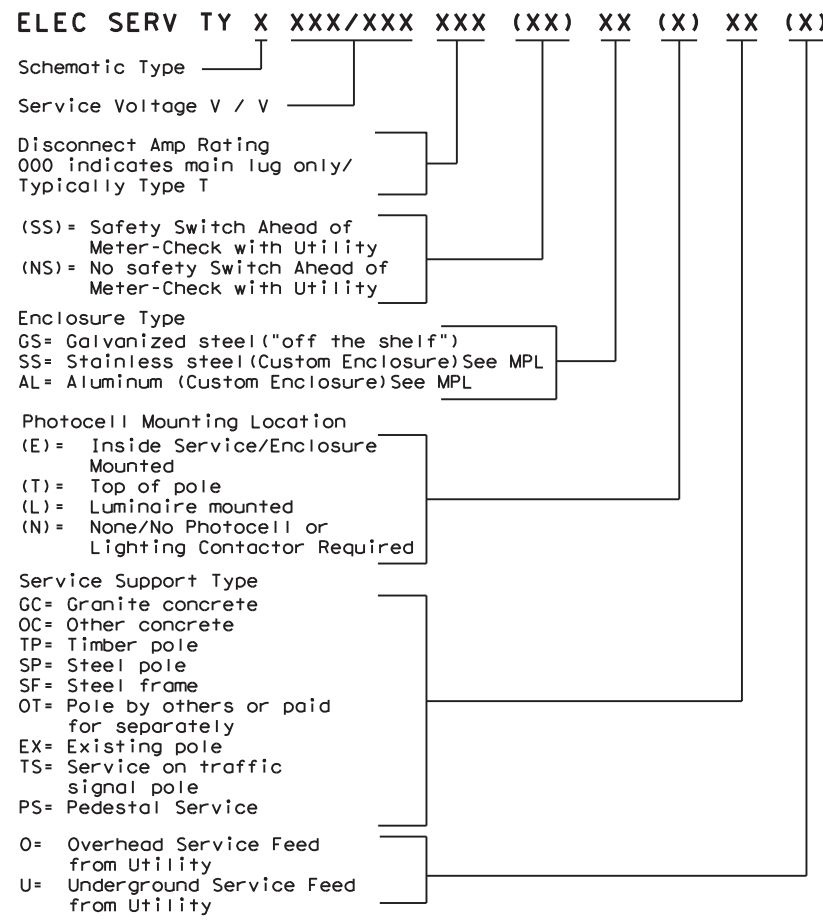 ELEC SERV TY X XXX/XXX XXX (XX) XX (X) XX (X)
Schematic Type
Service Voltage V / V
Disconnect Amp Rating
000 indicates main lug only/
Typically Type T
(SS)= Safety Switch Ahead of
Meter-Check with Utility
(NS)= No safety Switch Ahead of
Meter-Check with Utility
Enclosure Type
GS= Galvanized steel("off the shelf")
SS= Stainless steel(Custom Enclosure)See MPL
AL= Aluminum (Custom Enclosure)See MPL
Photocell Mounting Location
(E)= Inside Service/Enclosure
Mounted
(T)= Top of pole
(L)= Luminaire mounted
(N)= None/No Photocell or
Lighting Contactor Required
Service Support Type
GC= Granite concrete
OC= Other concrete
TP= Timber pole
SP= Steel pole
SF= Steel frame
OT= Pole by others or paid
for separately
EX= Existing pole
TS= Service on traffic
signal pole
PS= Pedestal Service
O= Overhead Service Feed
from Utility
U= Underground Service Feed
from Utility